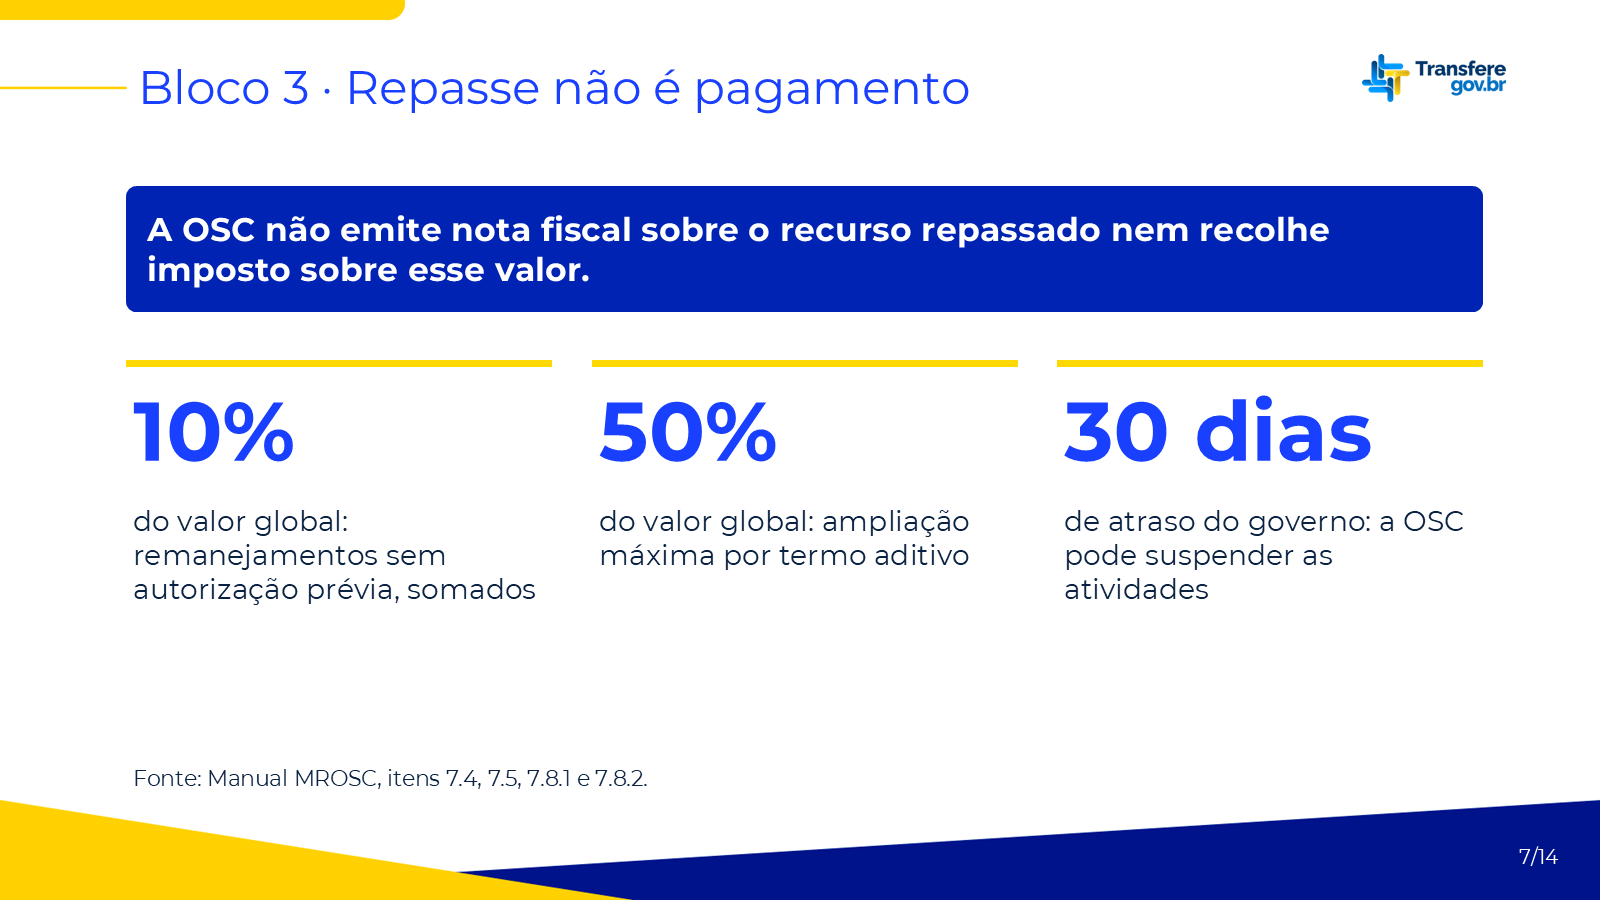 Bloco 3 · Repasse não é pagamento
Transfere
gov.br
A OSC não emite nota fiscal sobre o recurso repassado nem recolhe
imposto sobre esse valor.
10%
do valor global:
remanejamentos sem
autorização prévia, somados
50%
do valor global: ampliação
máxima por termo aditivo
30 dias
de atraso do governo: a OSC
pode suspender as
atividades
Fonte: Manual MROSC, itens 7.4, 7.5, 7.8.1 e 7.8.2.
7/14